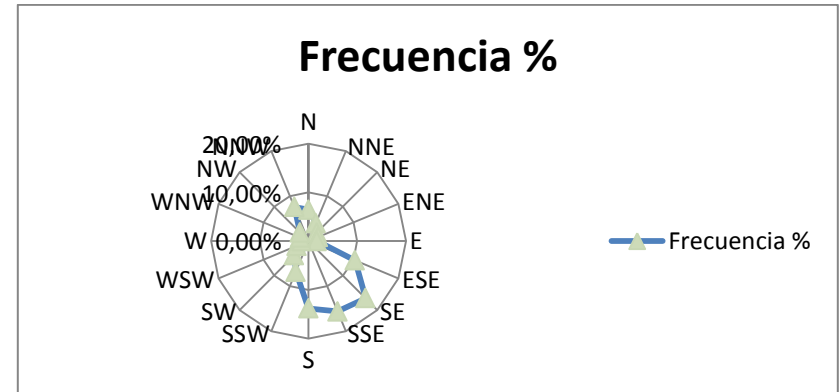 Frecuencia %
N
20,00%
NNW
NNE
NW
NE
10,00%
WNW
ENE
W
0,00%
E
Frecuencia %
WSW
ESE
SW
SE
SSW
SSE
S